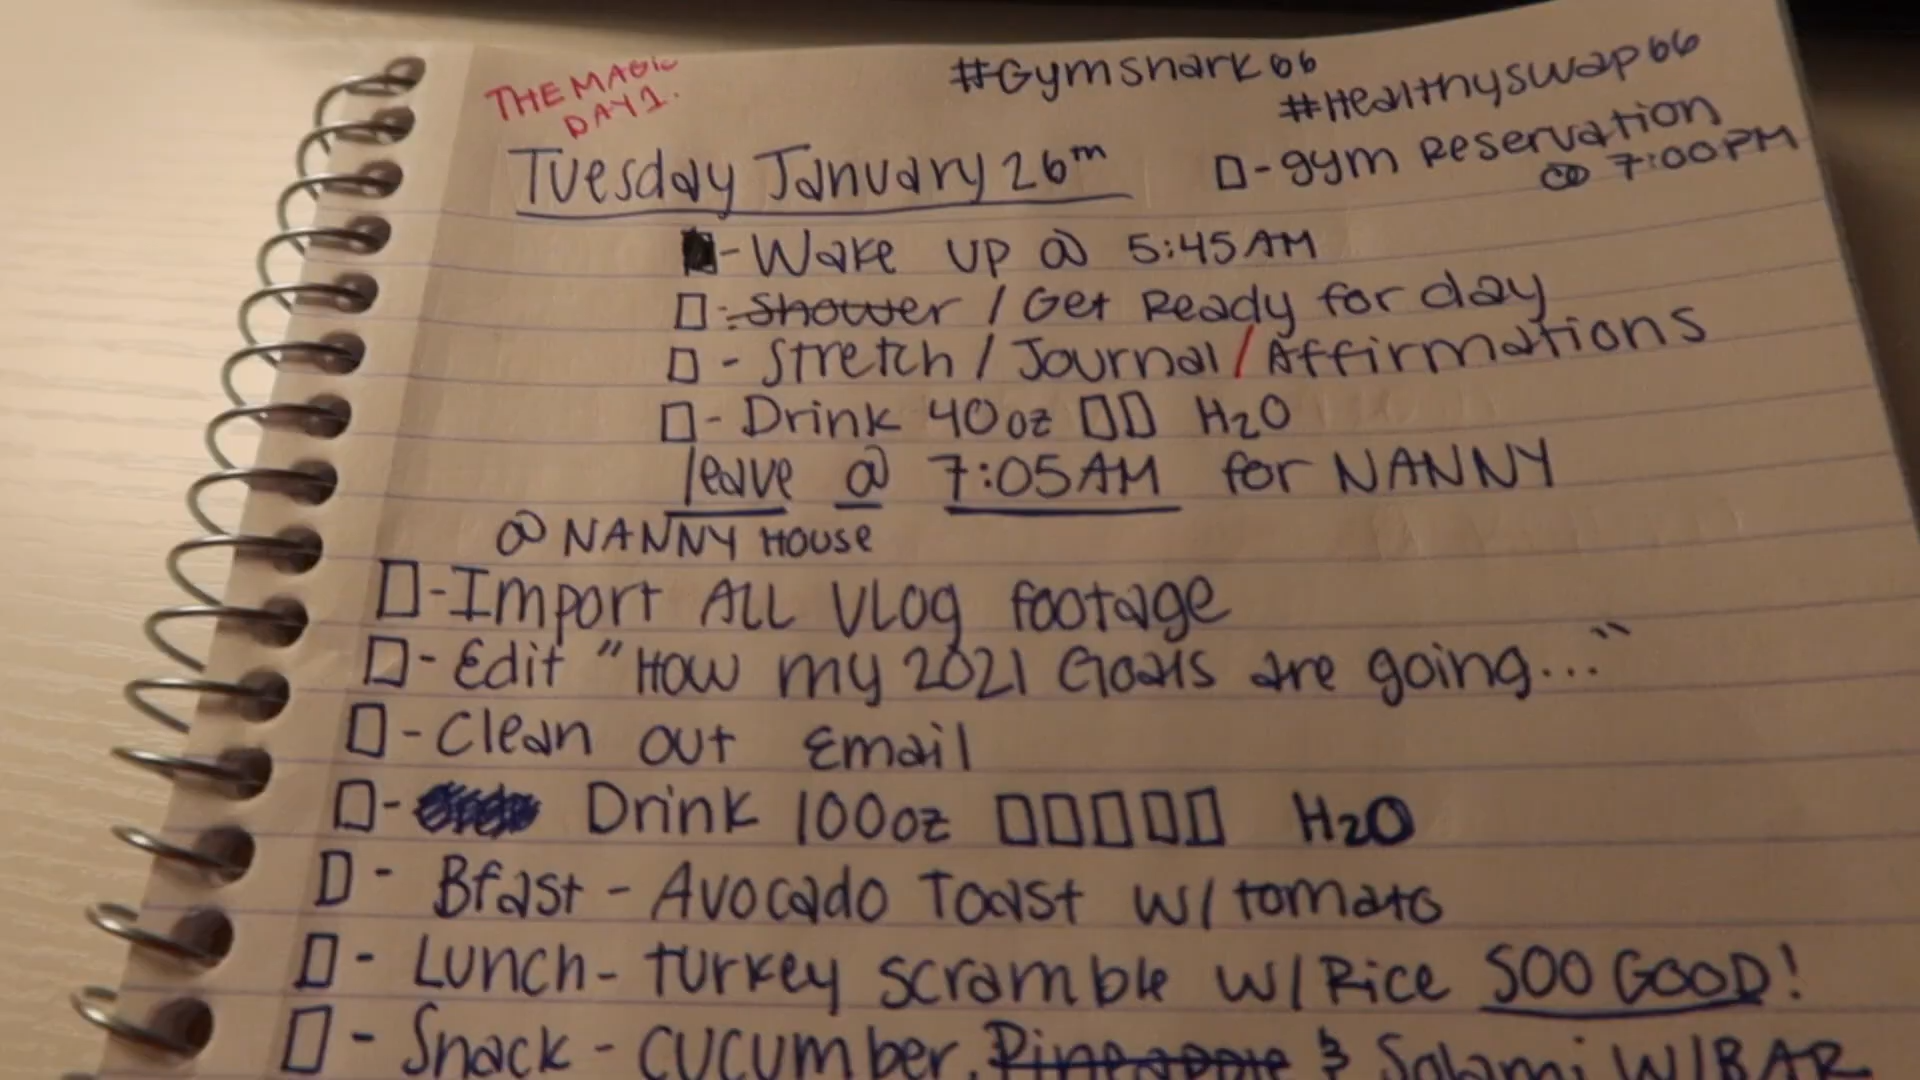 THE MAGIC
DAY 1.
#Gymshark66
#Healthyswap66
Tuesday January 26th
□-gym Reservation
@ 7:00PM
■-Wake up @ 5:45AM
□-Shower / Get Ready for day
□-Stretch / Journal / Affirmations
□-Drink 40oz □□ H2O
leave @ 7:05AM for NANNY
@ NANNY House
□-Import ALL Vlog footage
□-Edit "How my 2021 Goals are going..."
□-Clean out Email
□- Drink 100oz □□□□□ H2O
□- Bfast - Avocado Toast w/ tomato
□- Lunch - turkey scramble w/ Rice SOO GOOD!
□- Snack - cucumber, Pineapple & Salami W/BAR